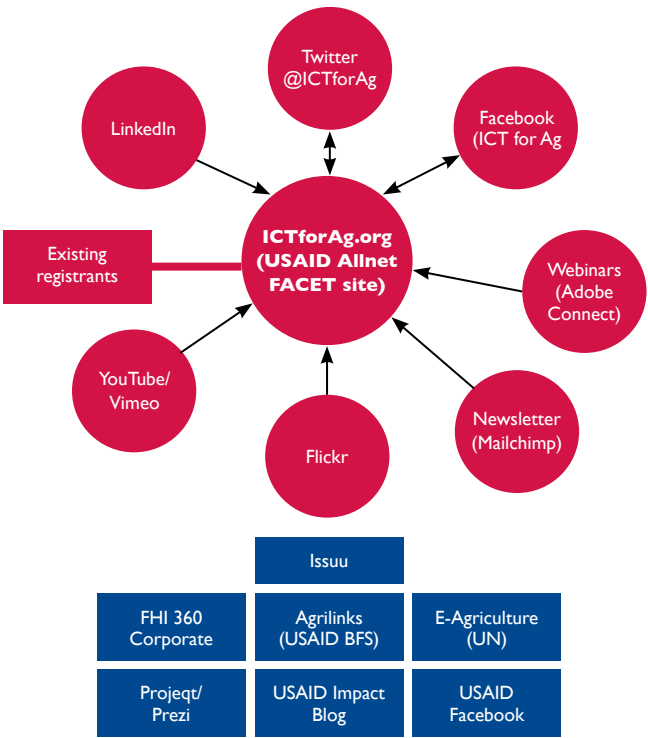 Twitter
@ICTforAg
LinkedIn
Facebook
(ICT for Ag
ICTforAg.org
(USAID Allnet
FACET site)
Existing
registrants
Webinars
(Adobe
Connect)
YouTube/
Vimeo
Newsletter
(Mailchimp)
Flickr
Issuu
FHI 360
Corporate
Agrilinks
(USAID BFS)
E-Agriculture
(UN)
Projeqt/
Prezi
USAID Impact
Blog
USAID
Facebook